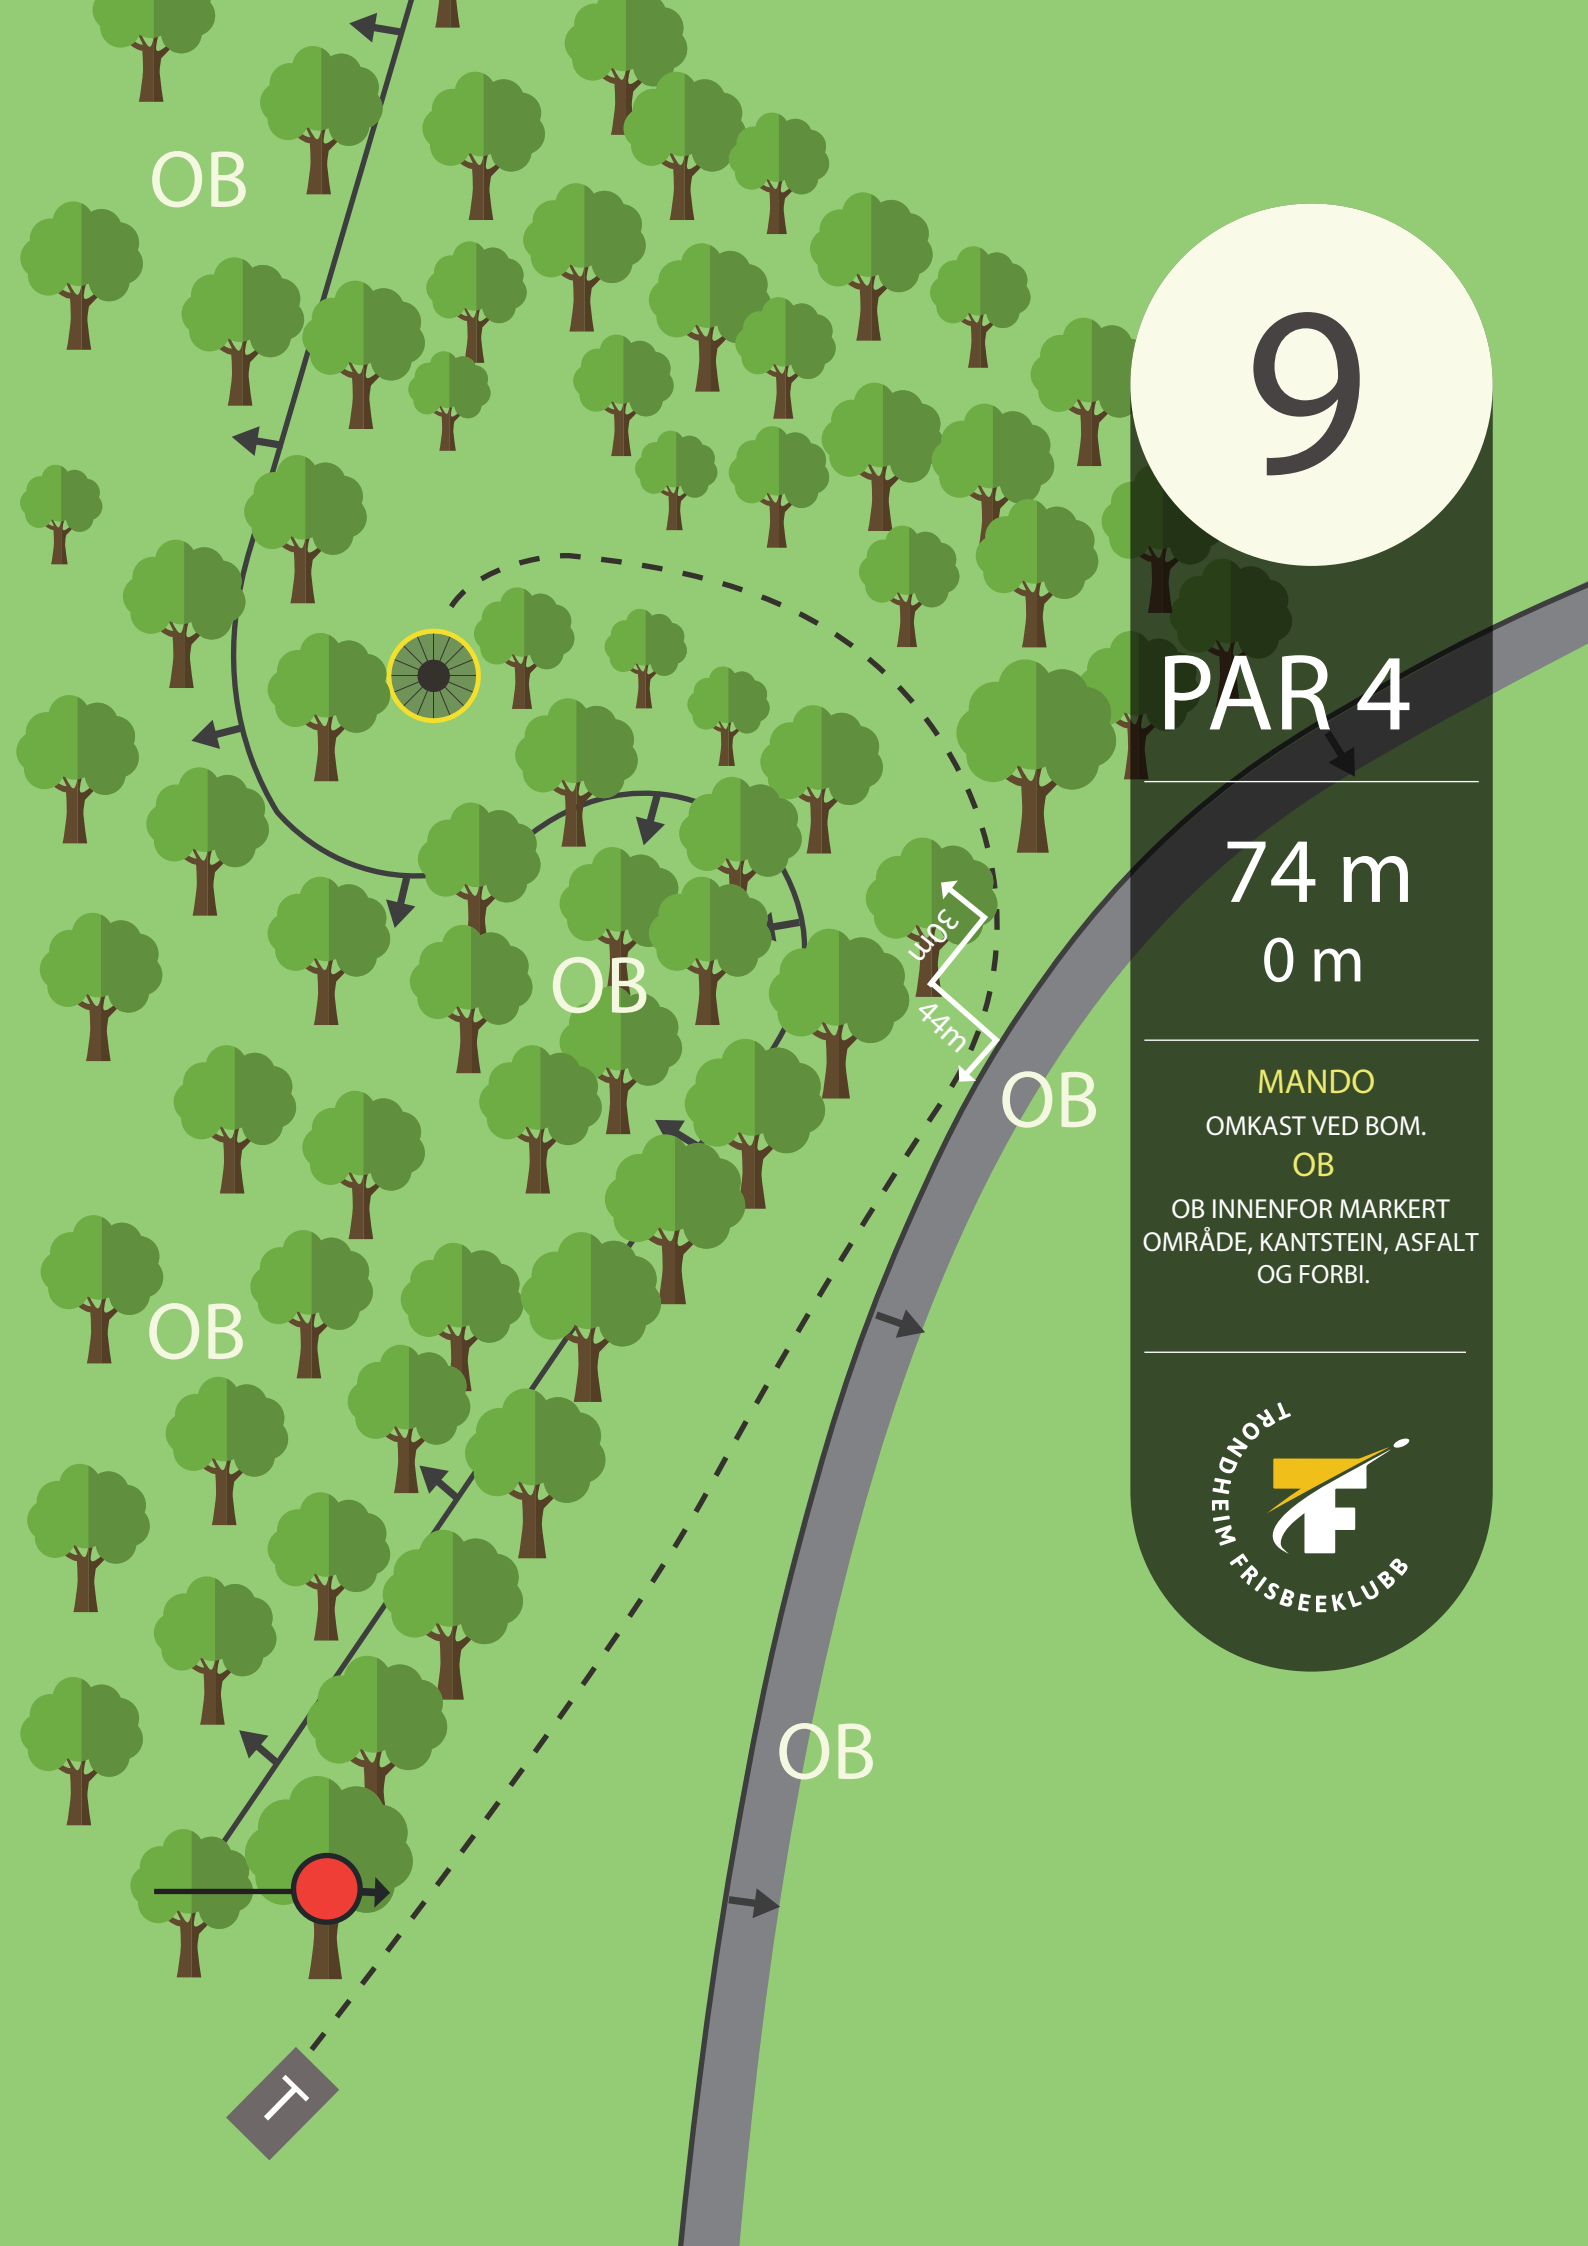 OB
9
PAR 4
74 m
0 m
30m
44m
OB
OB
MANDO
OMKAST VED BOM.
OB
OB INNENFOR MARKERT
OMRÅDE, KANTSTEIN, ASFALT
OG FORBI.
OB
TRONDHEIM FRISBEEKLUBB
OB
T